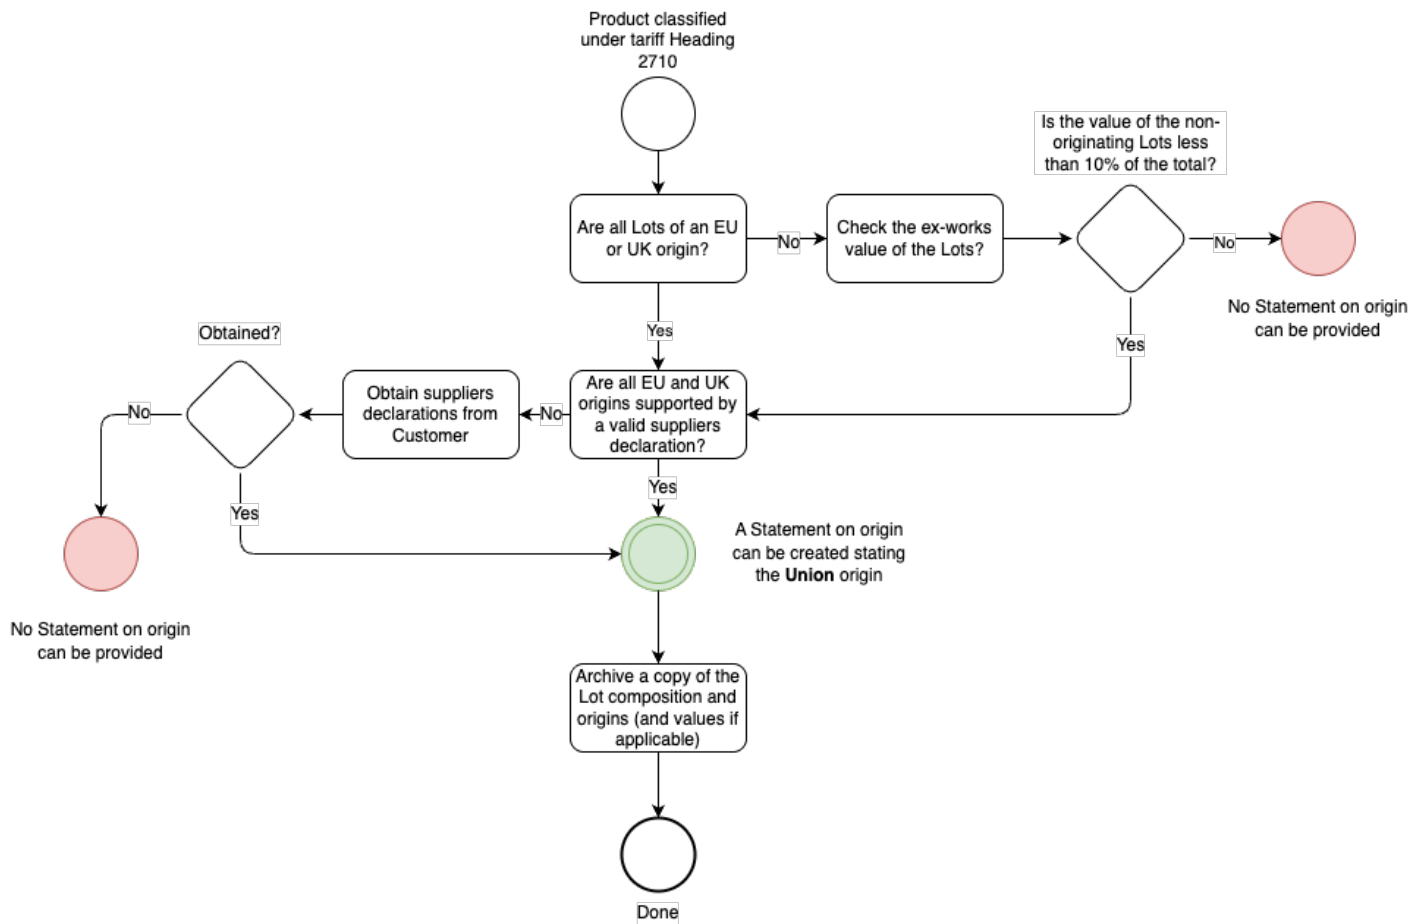 Product classified
under tariff Heading
2710
Is the value of the non-
originating Lots less
than 10% of the total?
Are all Lots of an EU
or UK origin?
No
Check the ex-works
value of the Lots?
No
No Statement on origin
can be provided
Yes
Yes
Obtained?
No
Obtain suppliers
declarations from
Customer
No
Are all EU and UK
origins supported by
a valid suppliers
declaration?
Yes
Yes
A Statement on origin
can be created stating
the Union origin
No Statement on origin
can be provided
Archive a copy of the
Lot composition and
origins (and values if
applicable)
Done